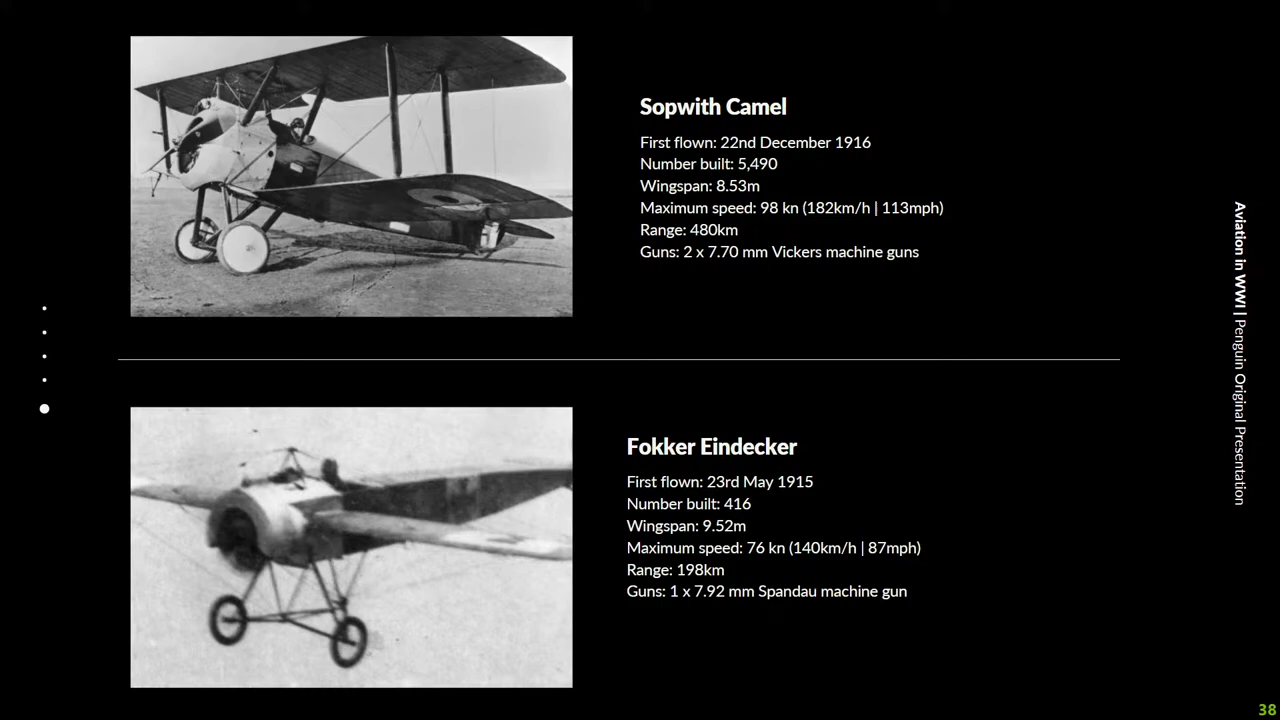 Sopwith Camel
First flown: 22nd December 1916
Number built: 5,490
Wingspan: 8.53m
Maximum speed: 98 kn (182km/h | 113mph)
Range: 480km
Guns: 2 x 7.70 mm Vickers machine guns
Fokker Eindecker
First flown: 23rd May 1915
Number built: 416
Wingspan: 9.52m
Maximum speed: 76 kn (140km/h | 87mph)
Range: 198km
Guns: 1 x 7.92 mm Spandau machine gun
Aviation in WWI | Penguin Original Presentation
38